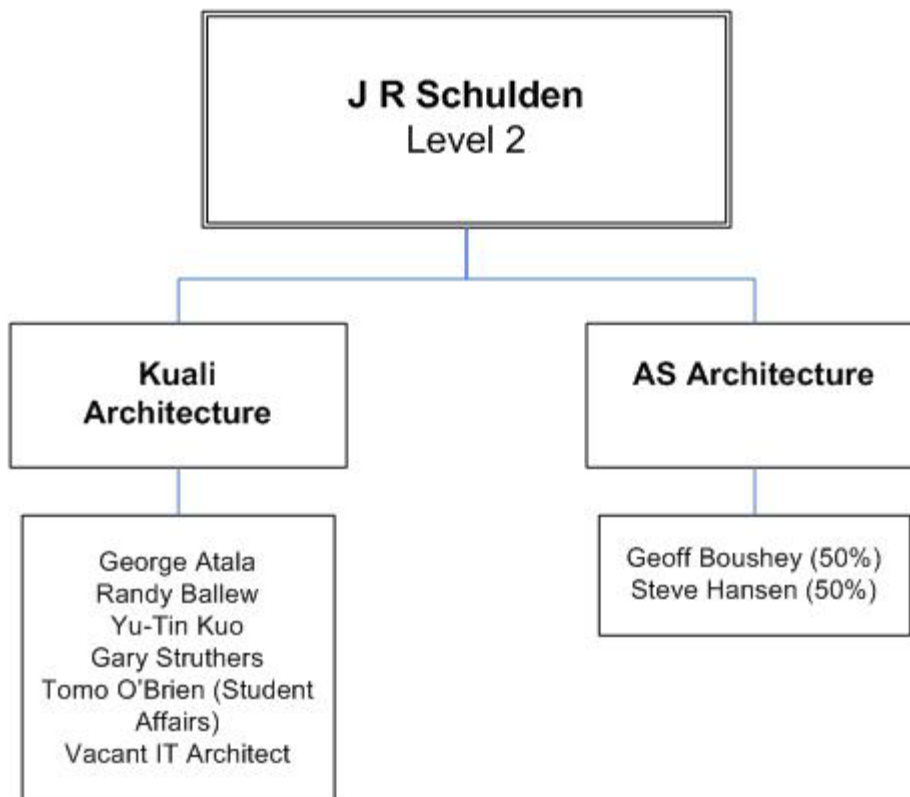 J R Schulden
Level 2
Kuali
Architecture
AS Architecture
George Atala
Randy Ballew
Yu-Tin Kuo
Gary Struthers
Tomo O'Brien (Student
Affairs)
Vacant IT Architect
Geoff Boushey (50%)
Steve Hansen (50%)